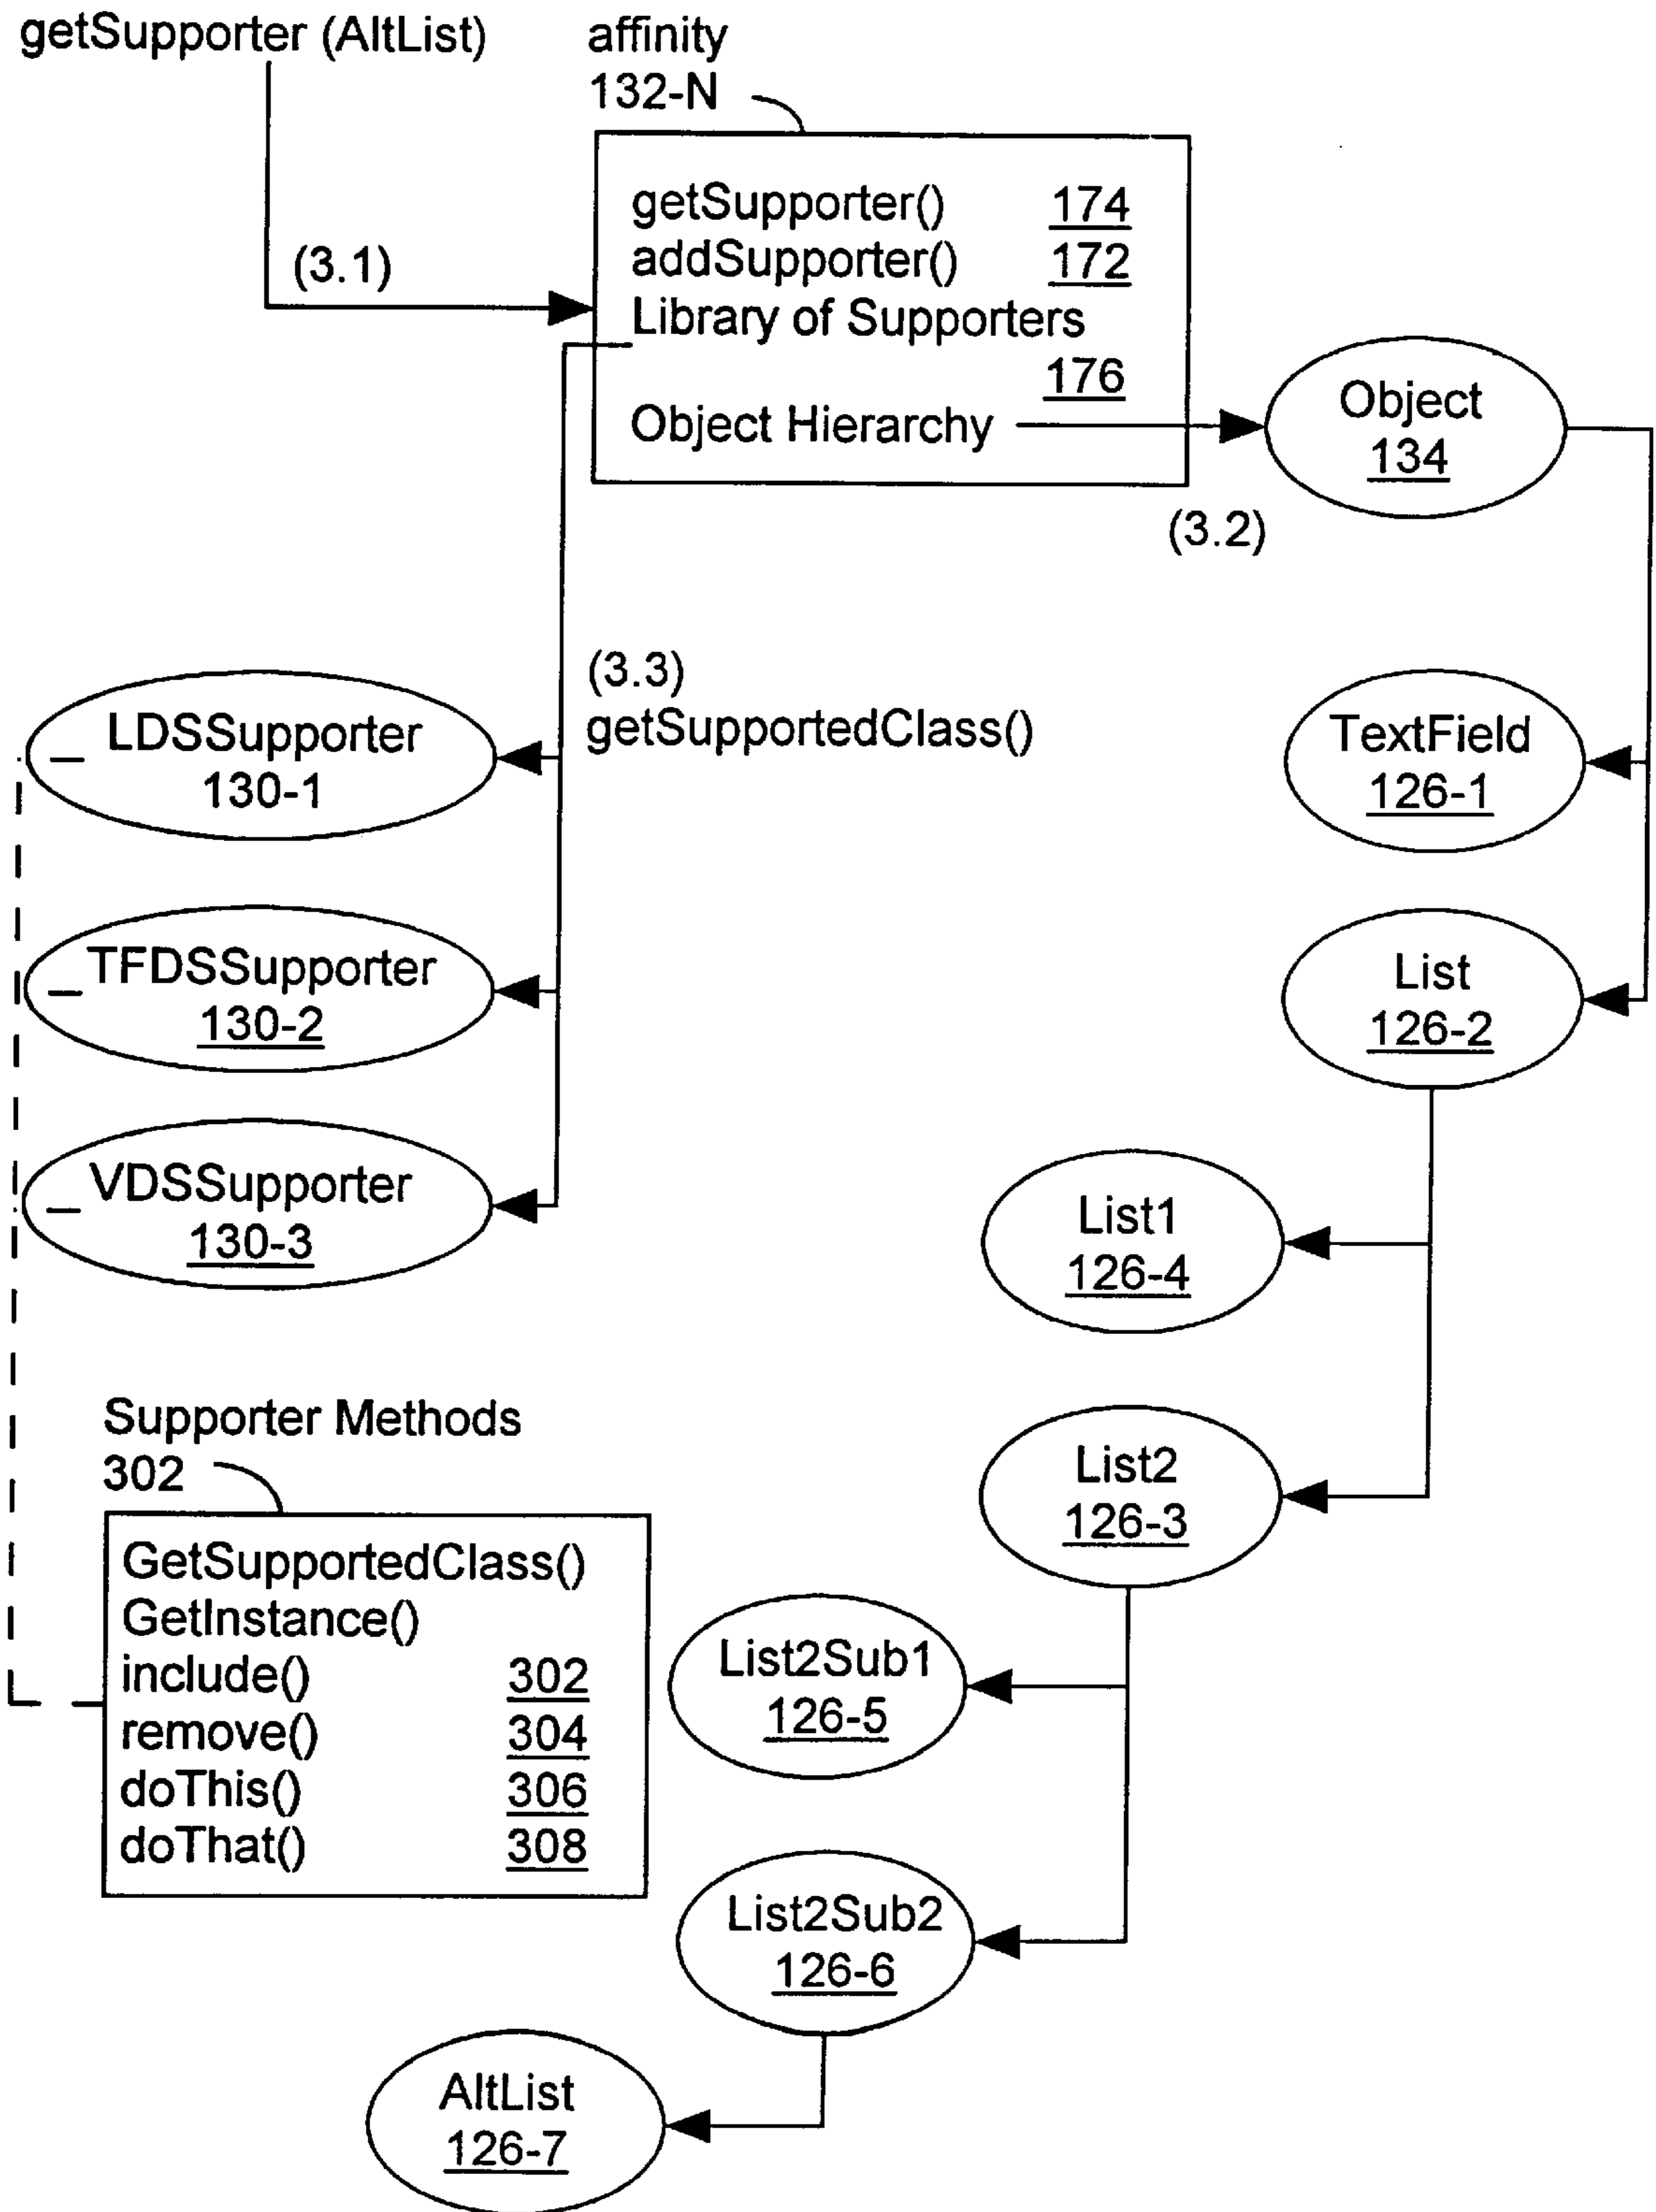 getSupporter (AltList)
affinity
132-N
(3.1)
getSupporter() 174
addSupporter() 172
Library of Supporters
176
Object Hierarchy
Object
134
(3.2)
(3.3)
getSupportedClass()
LDSSupporter
130-1
TextField
126-1
TFDSSupporter
130-2
List
126-2
VDSSupporter
130-3
List1
126-4
Supporter Methods
302
List2
126-3
GetSupportedClass()
GetInstance()
include() 302
remove() 304
doThis() 306
doThat() 308
List2Sub1
126-5
List2Sub2
126-6
AltList
126-7